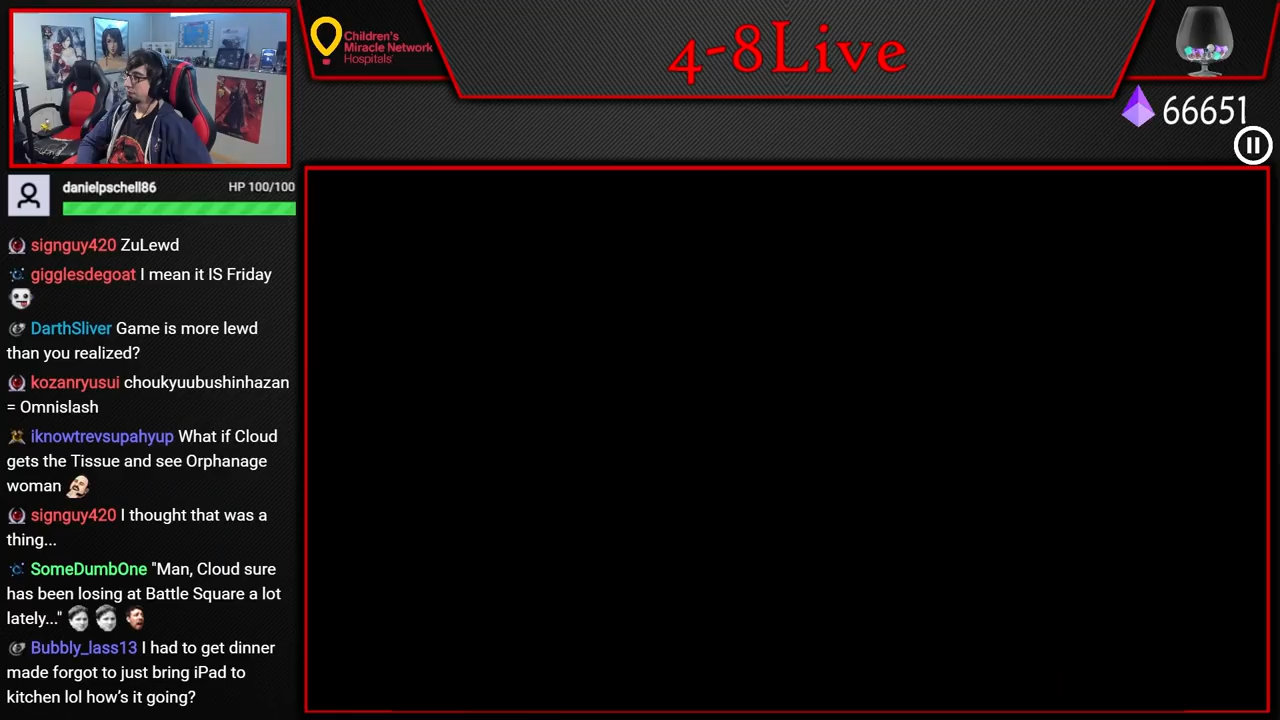 Children's
Miracle Network
Hospitals
4-8Live
66651
danielpschell86 HP 100/100
signguy420 ZuLewd
gigglesdegoat I mean it IS Friday
DarthSliver Game is more lewd
than you realized?
kozanryusui choukyuubushinhazan
= Omnislash
iknowtrevsupahyup What if Cloud
gets the Tissue and see Orphanage
woman
signguy420 I thought that was a
thing...
SomeDumbOne "Man, Cloud sure
has been losing at Battle Square a lot
lately..."
Bubbly_lass13 I had to get dinner
made forgot to just bring iPad to
kitchen lol how's it going?